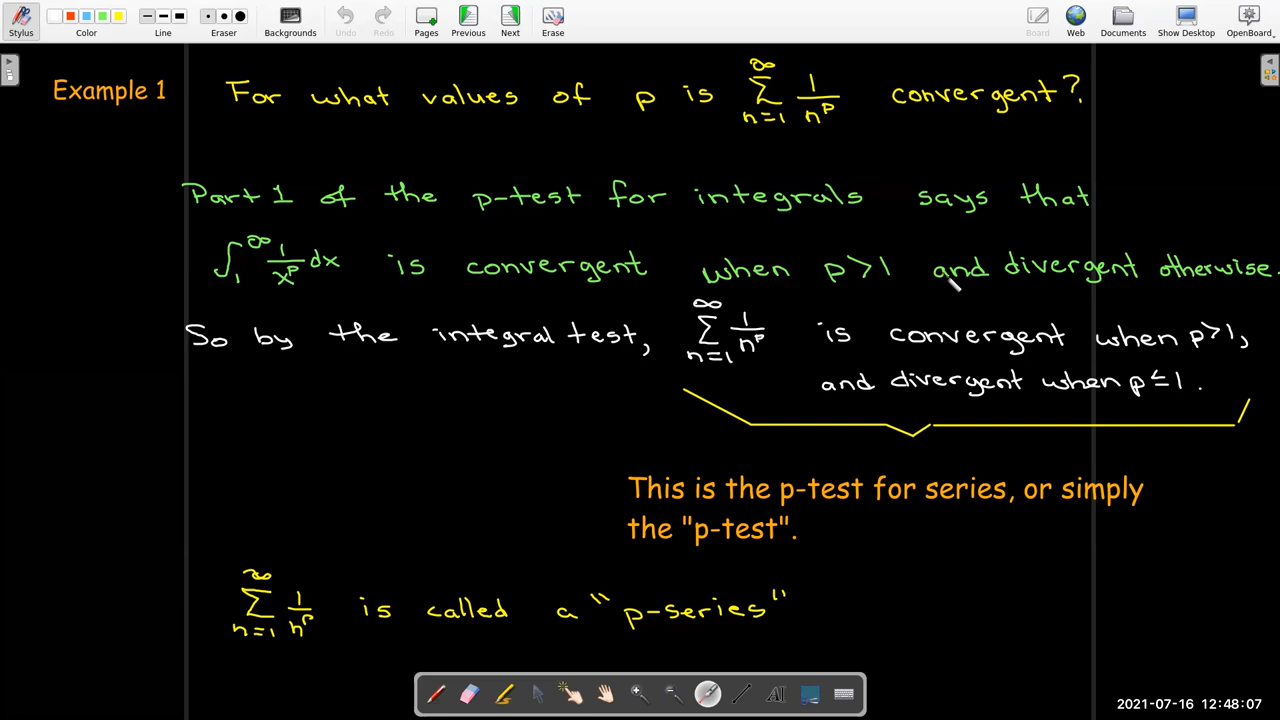 Stylus Color Line Eraser Backgrounds Undo Redo Pages Previous Next Erase Board Web Documents Show Desktop OpenBoard
Example 1 For what values of p is ∑_{n=1}^{∞} 1/n^p convergent?
Part 1 of the p-test for integrals says that
∫_1^∞ 1/x^p dx is convergent when p>1 and divergent otherwise.
So by the integral test, ∑_{n=1}^{∞} 1/n^p is convergent when p>1,
and divergent when p≤1.
This is the p-test for series, or simply
the "p-test".
∑_{n=1}^{∞} 1/n^p is called a "p-series"
2021-07-16 12:48:07